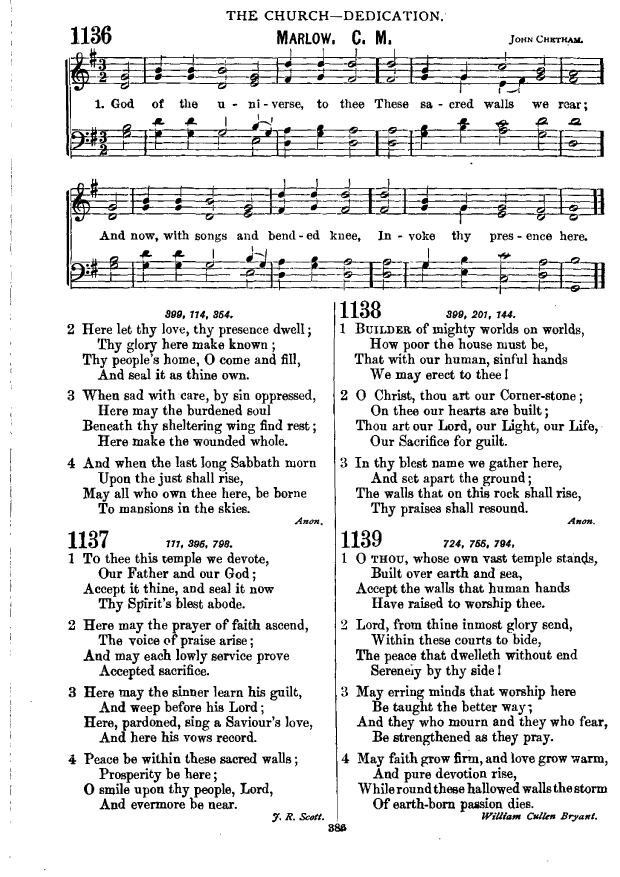 THE CHURCH—DEDICATION.
1136
MARLOW. C. M.
JOHN CHETHAM.
1. God of the u - ni - verse, to thee These sa - cred walls we rear;
And now, with songs and bend - ed knee, In - voke thy pres - ence here.
399, 114, 354.
2 Here let thy love, thy presence dwell;
Thy glory here make known;
Thy people's home, O come and fill,
And seal it as thine own.
3 When sad with care, by sin oppressed,
Here may the burdened soul
Beneath thy sheltering wing find rest;
Here make the wounded whole.
4 And when the last long Sabbath morn
Upon the just shall rise,
May all who own thee here, be borne
To mansions in the skies.
Anon.
1137
111, 395, 798.
1 To thee this temple we devote,
Our Father and our God;
Accept it thine, and seal it now
Thy Spirit's blest abode.
2 Here may the prayer of faith ascend,
The voice of praise arise;
And may each lowly service prove
Accepted sacrifice.
3 Here may the sinner learn his guilt,
And weep before his Lord;
Here, pardoned, sing a Saviour's love,
And here his vows record.
4 Peace be within these sacred walls;
Prosperity be here;
O smile upon thy people, Lord,
And evermore be near.
J. R. Scott.
1138
399, 201, 144.
1 BUILDER of mighty worlds on worlds,
How poor the house must be,
That with our human, sinful hands
We may erect to thee!
2 O Christ, thou art our Corner-stone;
On thee our hearts are built;
Thou art our Lord, our Light, our Life,
Our Sacrifice for guilt.
3 In thy blest name we gather here,
And set apart the ground;
The walls that on this rock shall rise,
Thy praises shall resound.
Anon.
1139
724, 755, 794.
1 O THOU, whose own vast temple stands,
Built over earth and sea,
Accept the walls that human hands
Have raised to worship thee.
2 Lord, from thine inmost glory send,
Within these courts to bide,
The peace that dwelleth without end
Serenely by thy side!
3 May erring minds that worship here
Be taught the better way;
And they who mourn and they who fear,
Be strengthened as they pray.
4 May faith grow firm, and love grow warm,
And pure devotion rise,
While round these hallowed walls the storm
Of earth-born passion dies.
William Cullen Bryant.